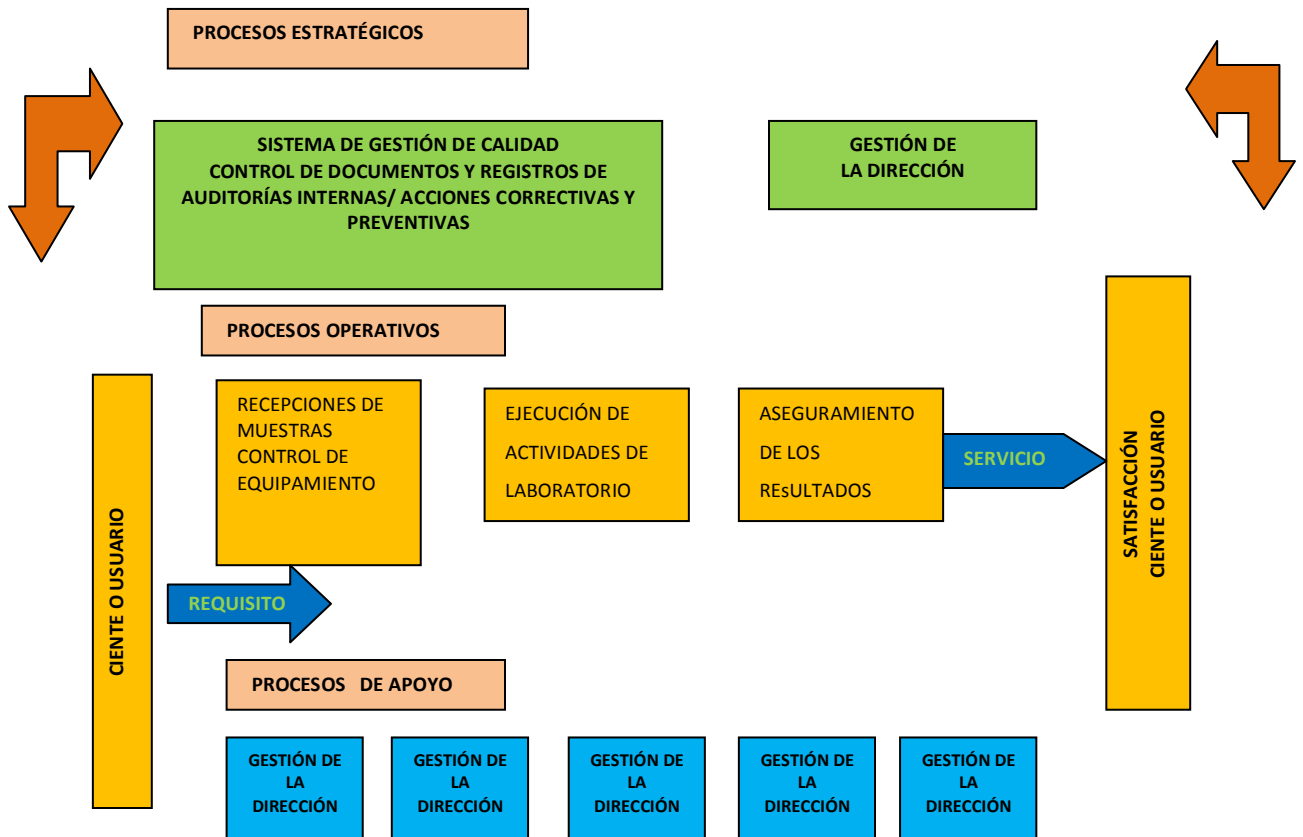 PROCESOS ESTRATÉGICOS
SISTEMA DE GESTIÓN DE CALIDAD
CONTROL DE DOCUMENTOS Y REGISTROS DE
AUDITORÍAS INTERNAS/ ACCIONES CORRECTIVAS Y
PREVENTIVAS
GESTIÓN DE
LA DIRECCIÓN
PROCESOS OPERATIVOS
CIENTE O USUARIO
RECEPCIONES DE
MUESTRAS
CONTROL DE
EQUIPAMIENTO
EJECUCIÓN DE
ACTIVIDADES DE
LABORATORIO
ASEGURAMIENTO
DE LOS
REsULTADOS
SERVICIO
SATISFACCIÓN
CIENTE O USUARIO
REQUISITO
PROCESOS DE APOYO
GESTIÓN DE
LA
DIRECCIÓN
GESTIÓN DE
LA
DIRECCIÓN
GESTIÓN DE
LA
DIRECCIÓN
GESTIÓN DE
LA
DIRECCIÓN
GESTIÓN DE
LA
DIRECCIÓN